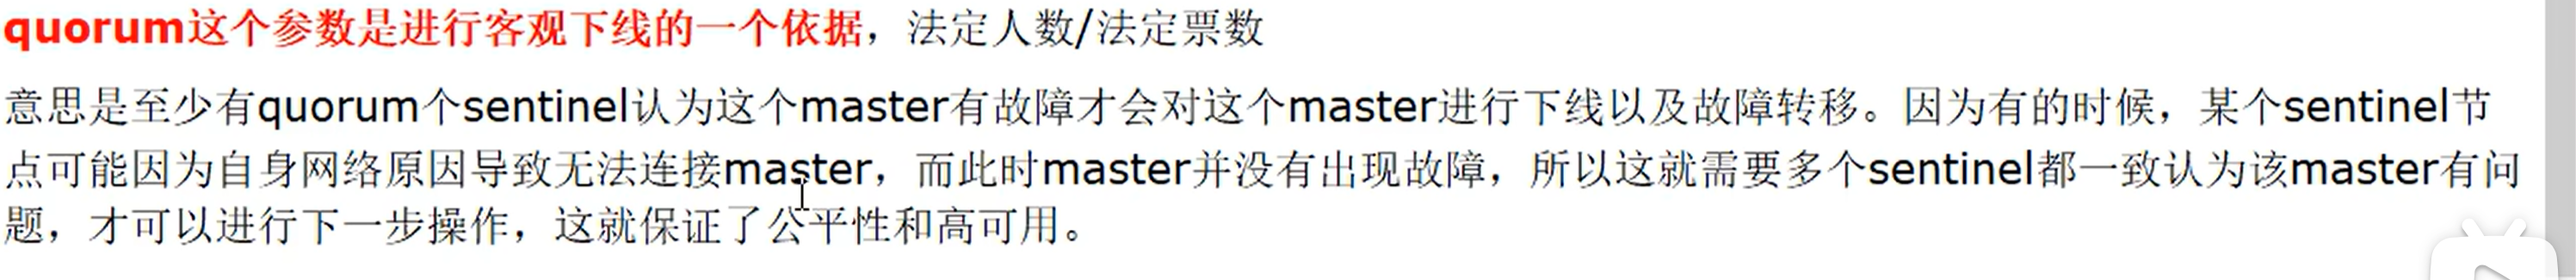 quorum这个参数是进行客观下线的一个依据，法定人数/法定票数
意思是至少有quorum个sentinel认为这个master有故障才会对这个master进行下线以及故障转移。因为有的时候，某个sentinel节
点可能因为自身网络原因导致无法连接master，而此时master并没有出现故障，所以这就需要多个sentinel都一致认为该master有问
题，才可以进行下一步操作，这就保证了公平性和高可用。